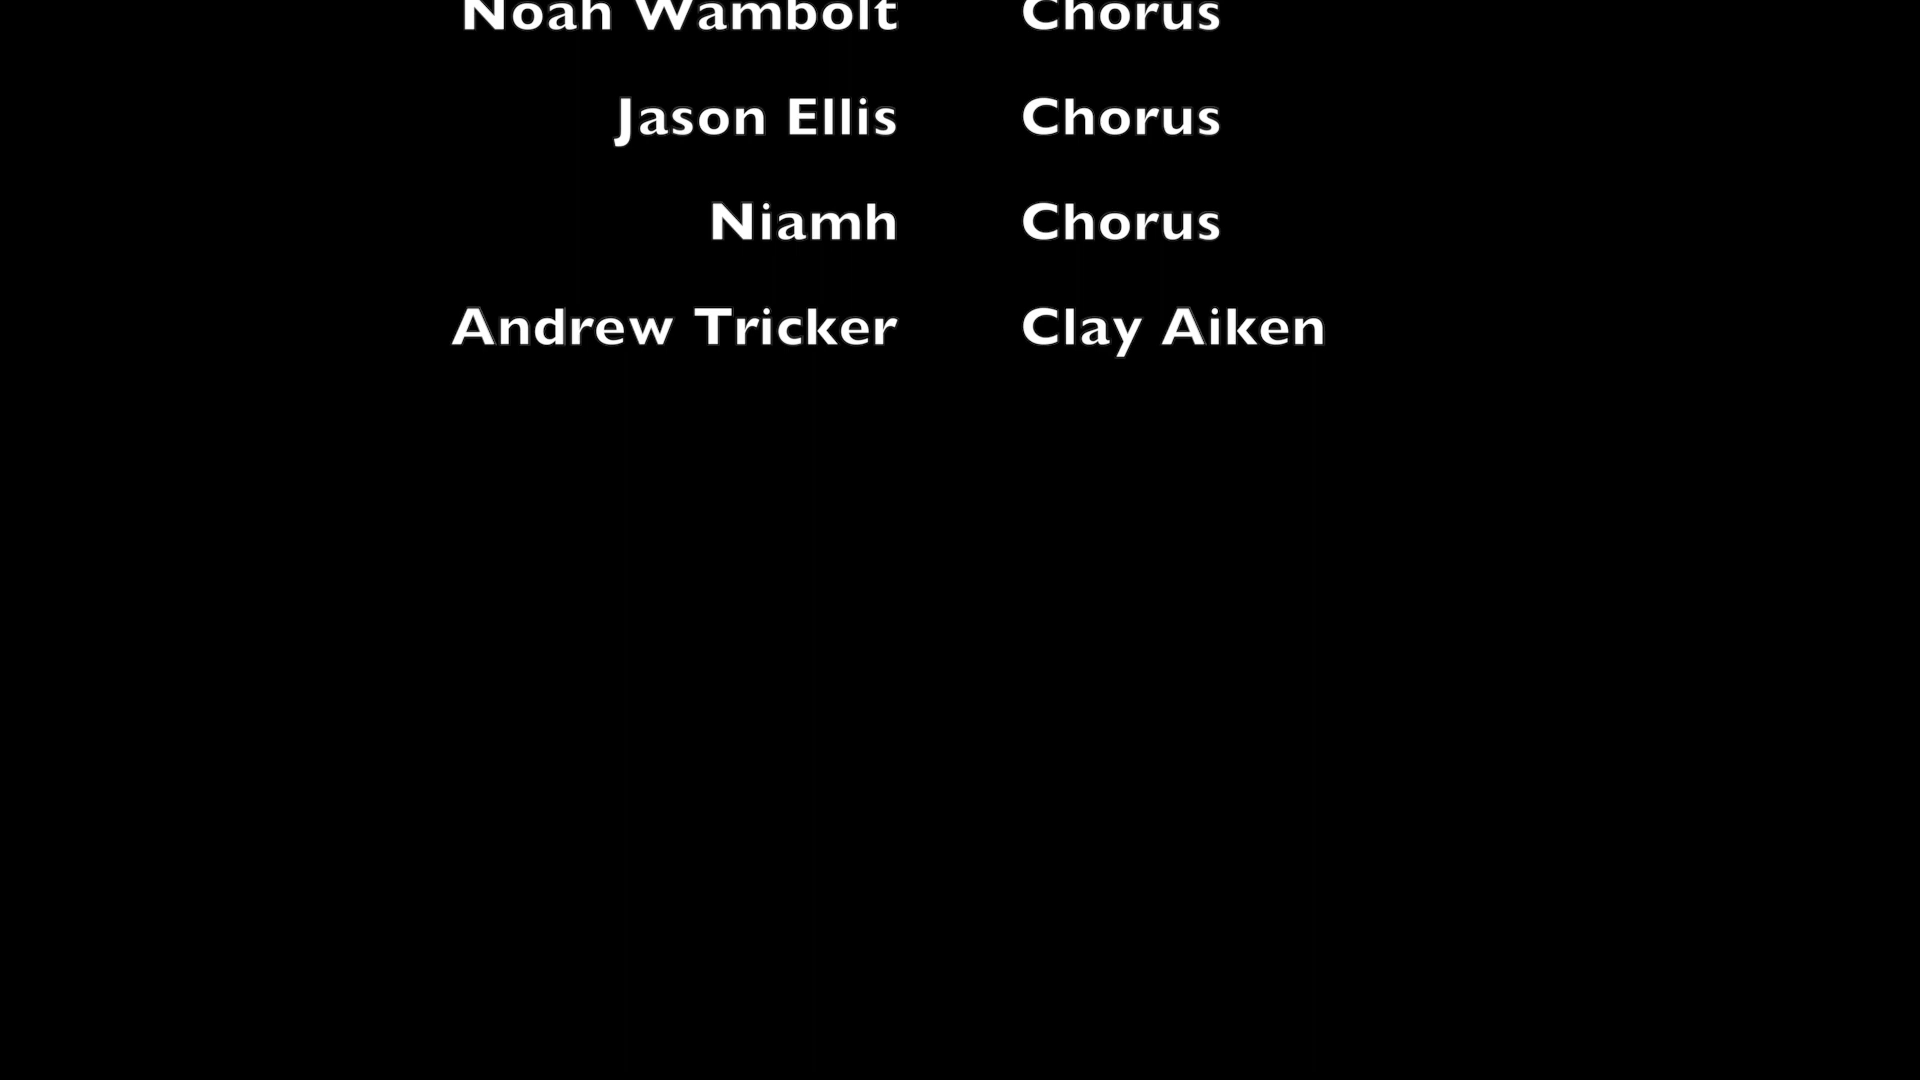 Noah Wambolt Chorus
Jason Ellis Chorus
Niamh Chorus
Andrew Tricker Clay Aiken